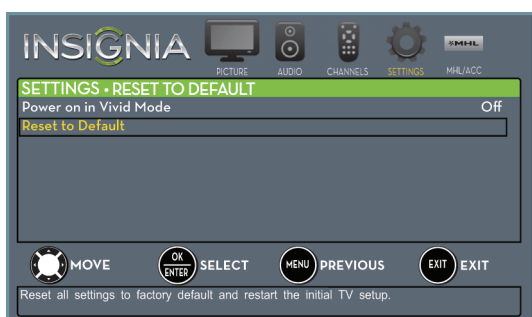 INSIGNIA
PICTURE AUDIO CHANNELS SETTINGS MHL/ACC
MHL
SETTINGS • RESET TO DEFAULT
Power on in Vivid Mode Off
Reset to Default
MOVE OK ENTER SELECT MENU PREVIOUS EXIT EXIT
Reset all settings to factory default and restart the initial TV setup.